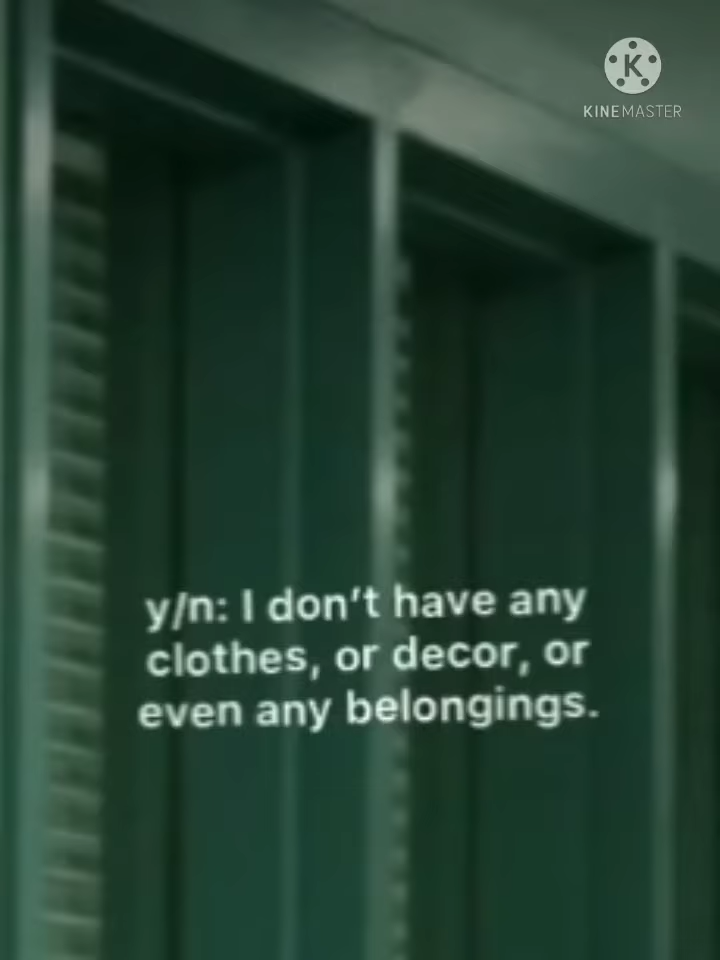 K
KINEMASTER
y/n: I don't have any
clothes, or decor, or
even any belongings.